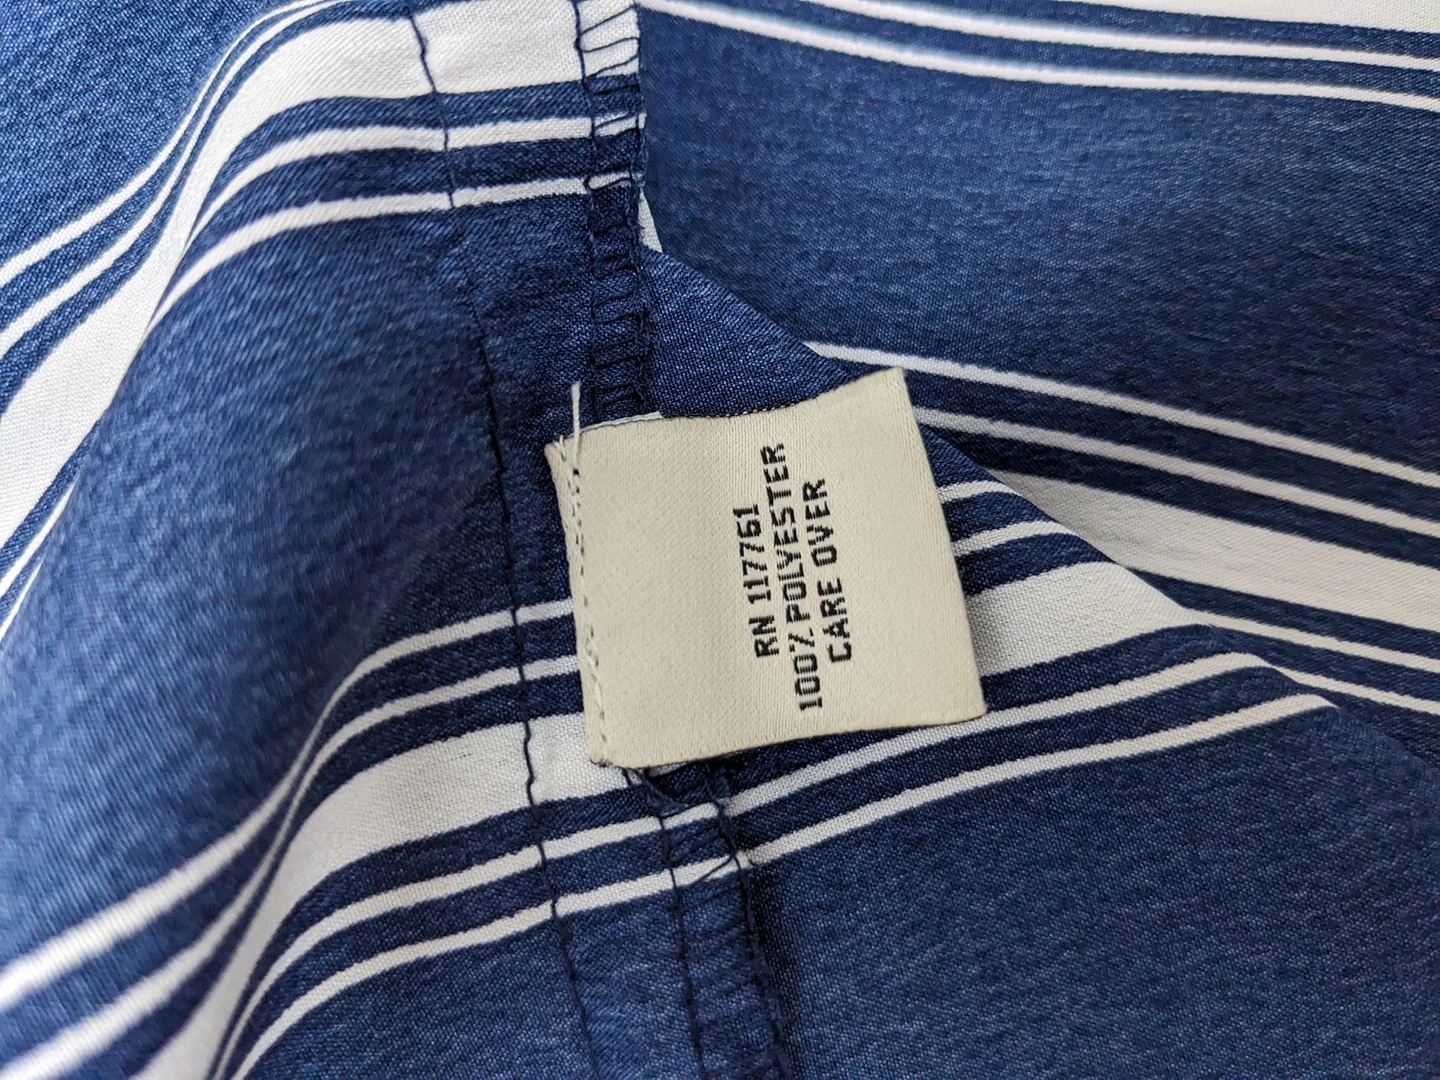 RN 117761
100% POLYESTER
CARE OVER